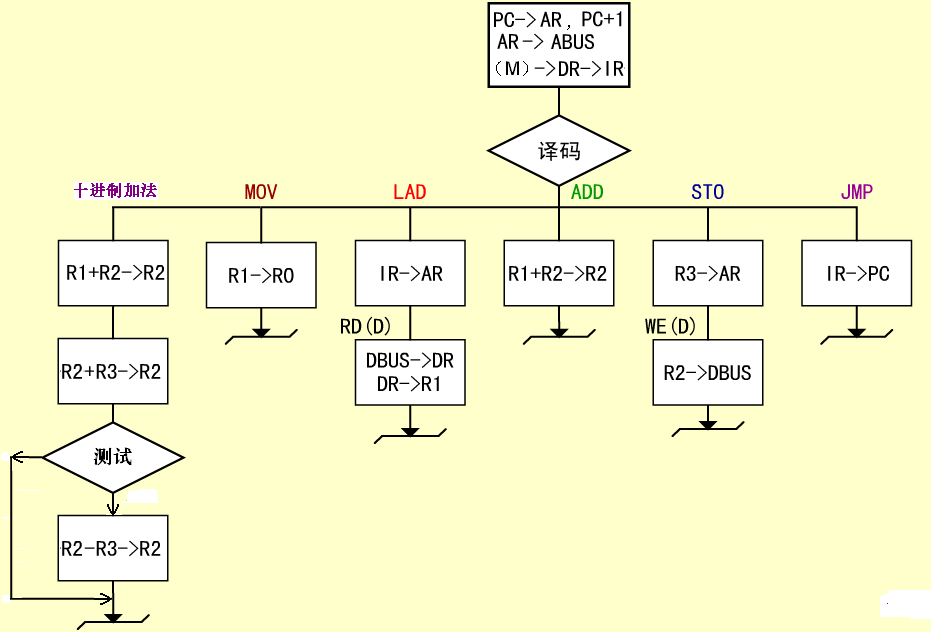 PC->AR, PC+1
AR-> ABUS
(M)->DR->IR
译码
十进制加法
MOV
LAD
ADD
STO
JMP
R1+R2->R2
R1->R0
IR->AR
R1+R2->R2
R3->AR
IR->PC
RD(D)
WE(D)
R2+R3->R2
DBUS->DR
DR->R1
R2->DBUS
测试
R2-R3->R2